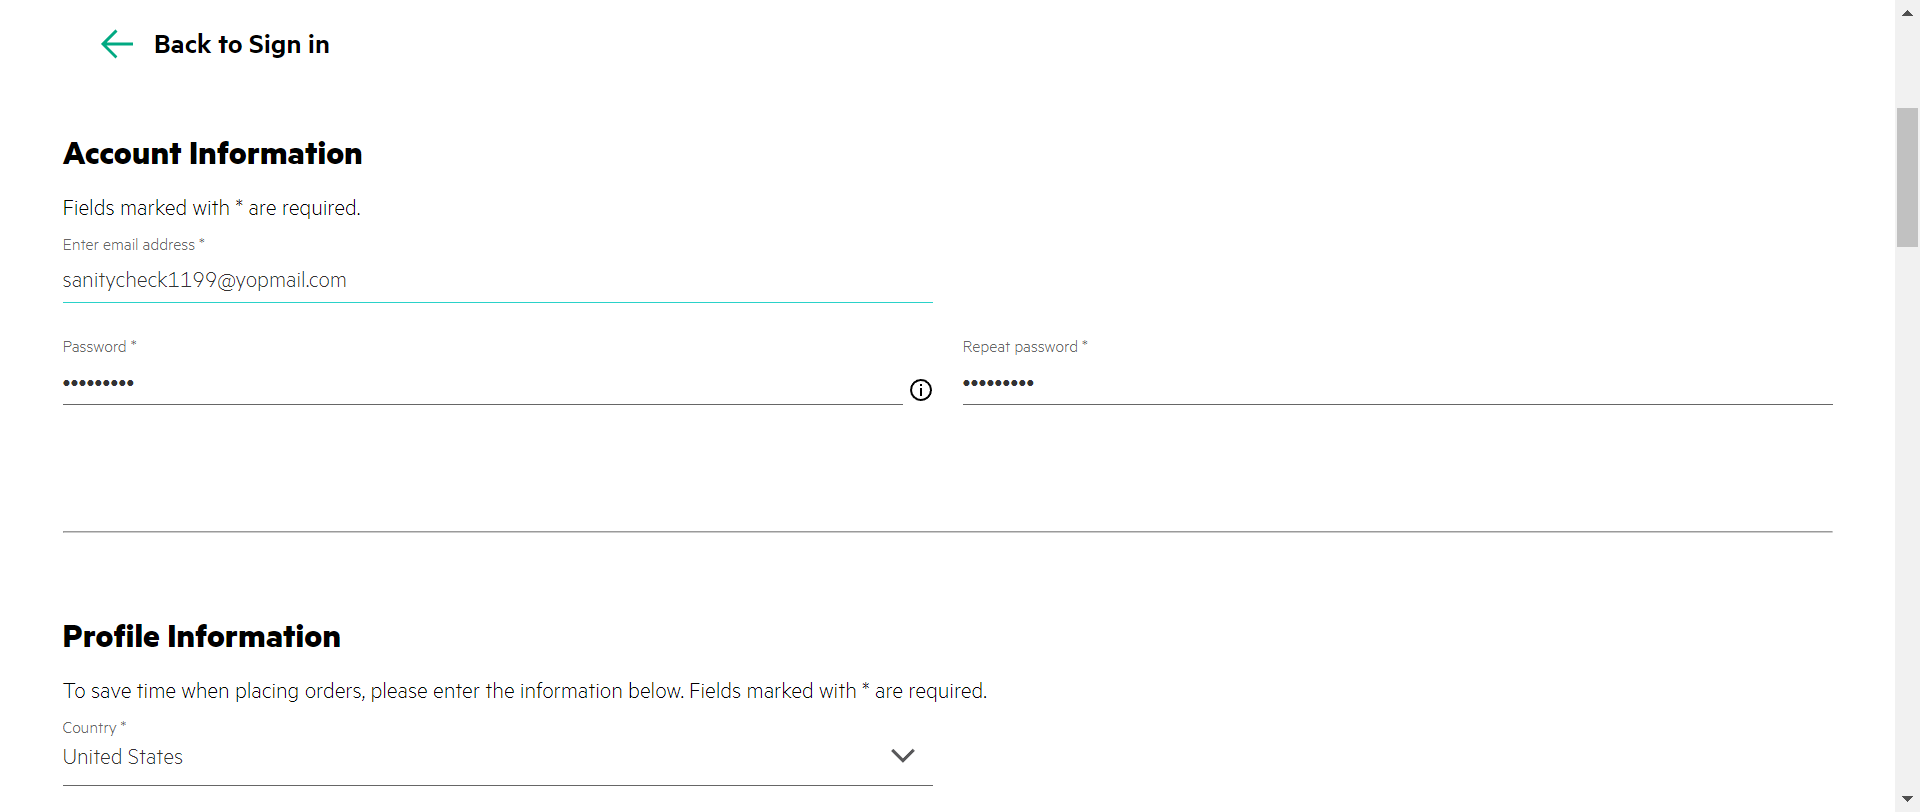 Back to Sign in
Account Information
Fields marked with * are required.
Enter email address *
sanitycheck1199@yopmail.com
Password *
Repeat password *
•••••••••
•••••••••
Profile Information
To save time when placing orders, please enter the information below. Fields marked with * are required.
Country *
United States